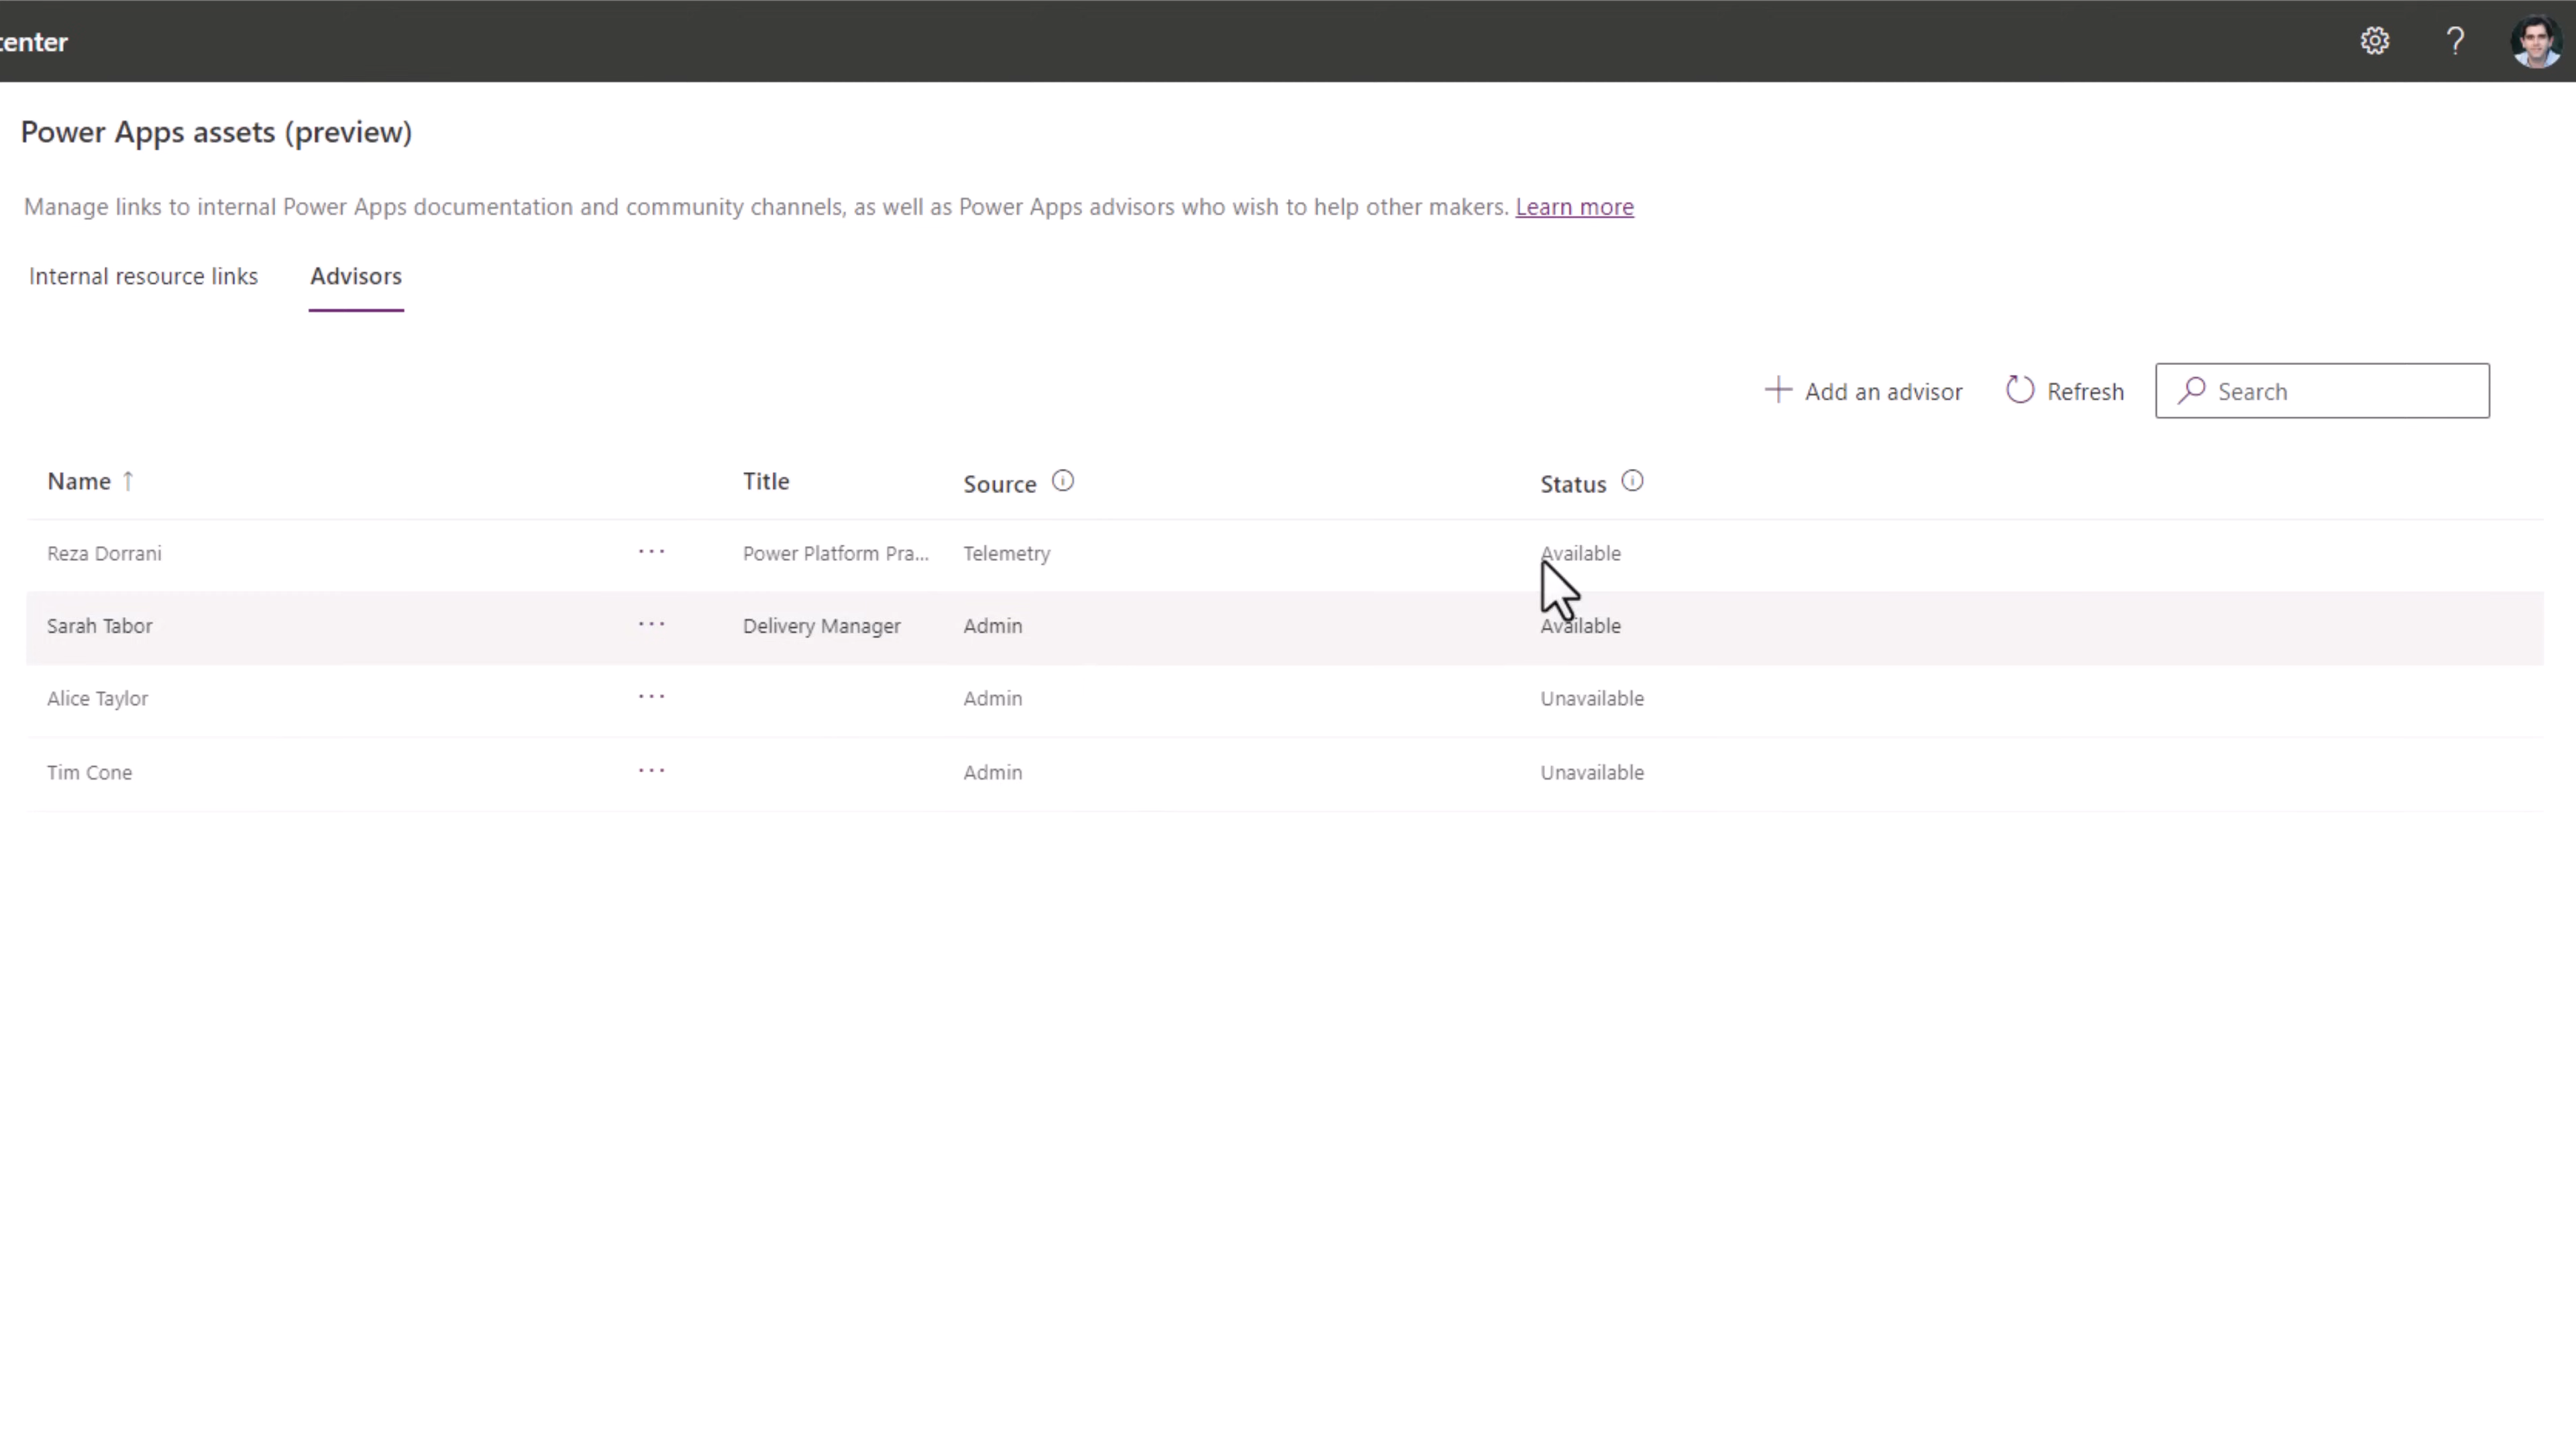 center
Power Apps assets (preview)
Manage links to internal Power Apps documentation and community channels, as well as Power Apps advisors who wish to help other makers. Learn more
Internal resource links Advisors
Add an advisor Refresh Search
Name Title Source Status
Reza Dorrani ... Power Platform Pra... Telemetry Available
Sarah Tabor ... Delivery Manager Admin Available
Alice Taylor ... Admin Unavailable
Tim Cone ... Admin Unavailable